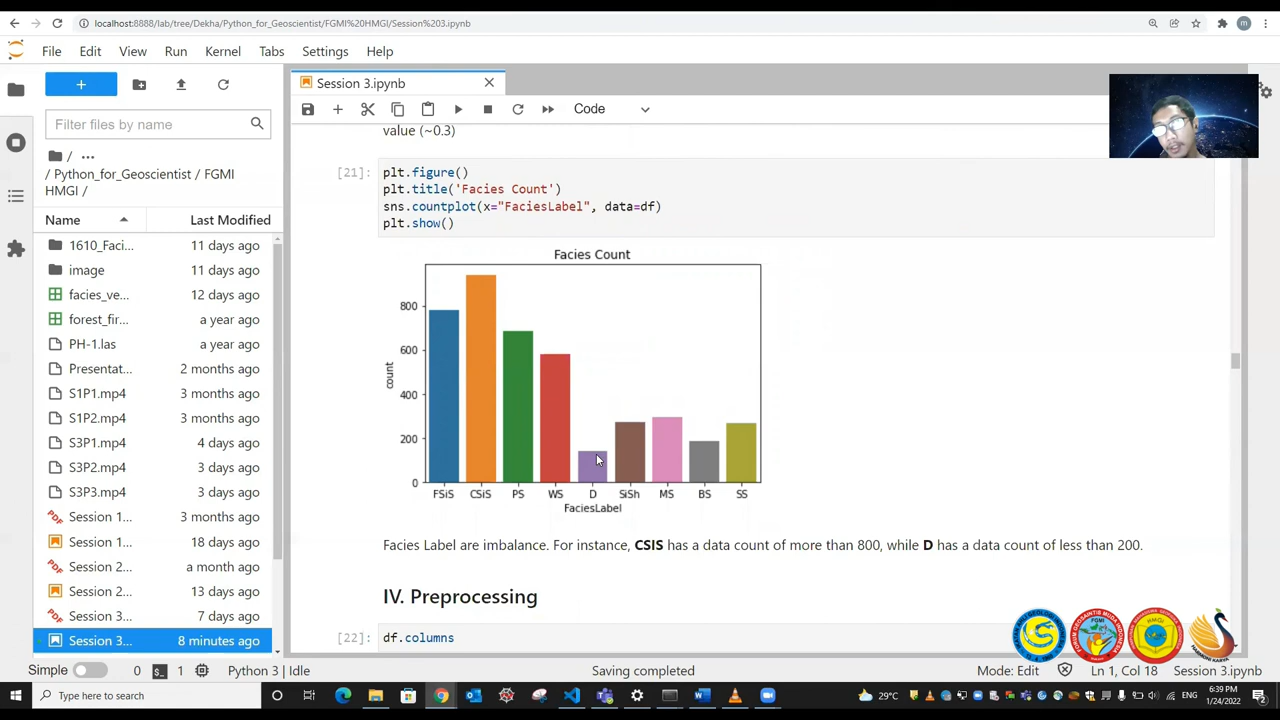 localhost:8888/lab/tree/Dekha/Python_for_Geoscientist/FGMI%20HMGI/Session%203.ipynb
m
File Edit View Run Kernel Tabs Settings Help
+
Session 3.ipynb
Code
Filter files by name
/ ···
/ Python_for_Geoscientist / FGMI
HMGI /
Name Last Modified
1610_Faci... 11 days ago
image 11 days ago
facies_ve... 12 days ago
forest_fir... a year ago
PH-1.las a year ago
Presentat... 2 months ago
S1P1.mp4 3 months ago
S1P2.mp4 3 months ago
S3P1.mp4 4 days ago
S3P2.mp4 3 days ago
S3P3.mp4 3 days ago
Session 1... 3 months ago
Session 1... 18 days ago
Session 2... a month ago
Session 2... 13 days ago
Session 3... 7 days ago
Session 3... 8 minutes ago
value (~0.3)
[21]: plt.figure()
plt.title('Facies Count')
sns.countplot(x="FaciesLabel", data=df)
plt.show()
Facies Count
count
800
600
400
200
0
FSiS CSiS PS WS D SiSh MS BS SS
FaciesLabel
Facies Label are imbalance. For instance, CSIS has a data count of more than 800, while D has a data count of less than 200.
IV. Preprocessing
[22]: df.columns
Simple 0 1 Python 3 | Idle Saving completed Mode: Edit Ln 1, Col 18 Session 3.ipynb
Type here to search
29°C
ENG
6:39 PM
1/24/2022
2
FGMI
HMGI